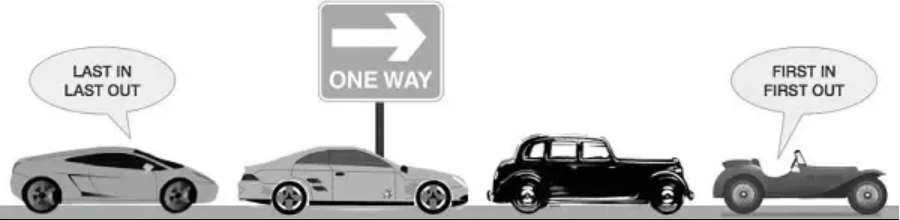 LAST IN
LAST OUT
ONE WAY
FIRST IN
FIRST OUT